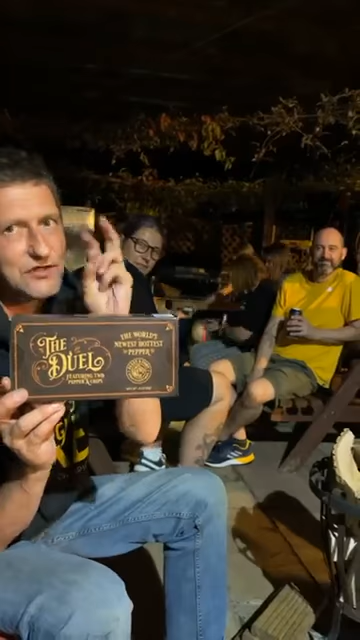 THE
DUEL
FEATURING TWO
PEPPER X CHIPS
THE WORLD'S
NEWEST HOTTEST
PEPPER